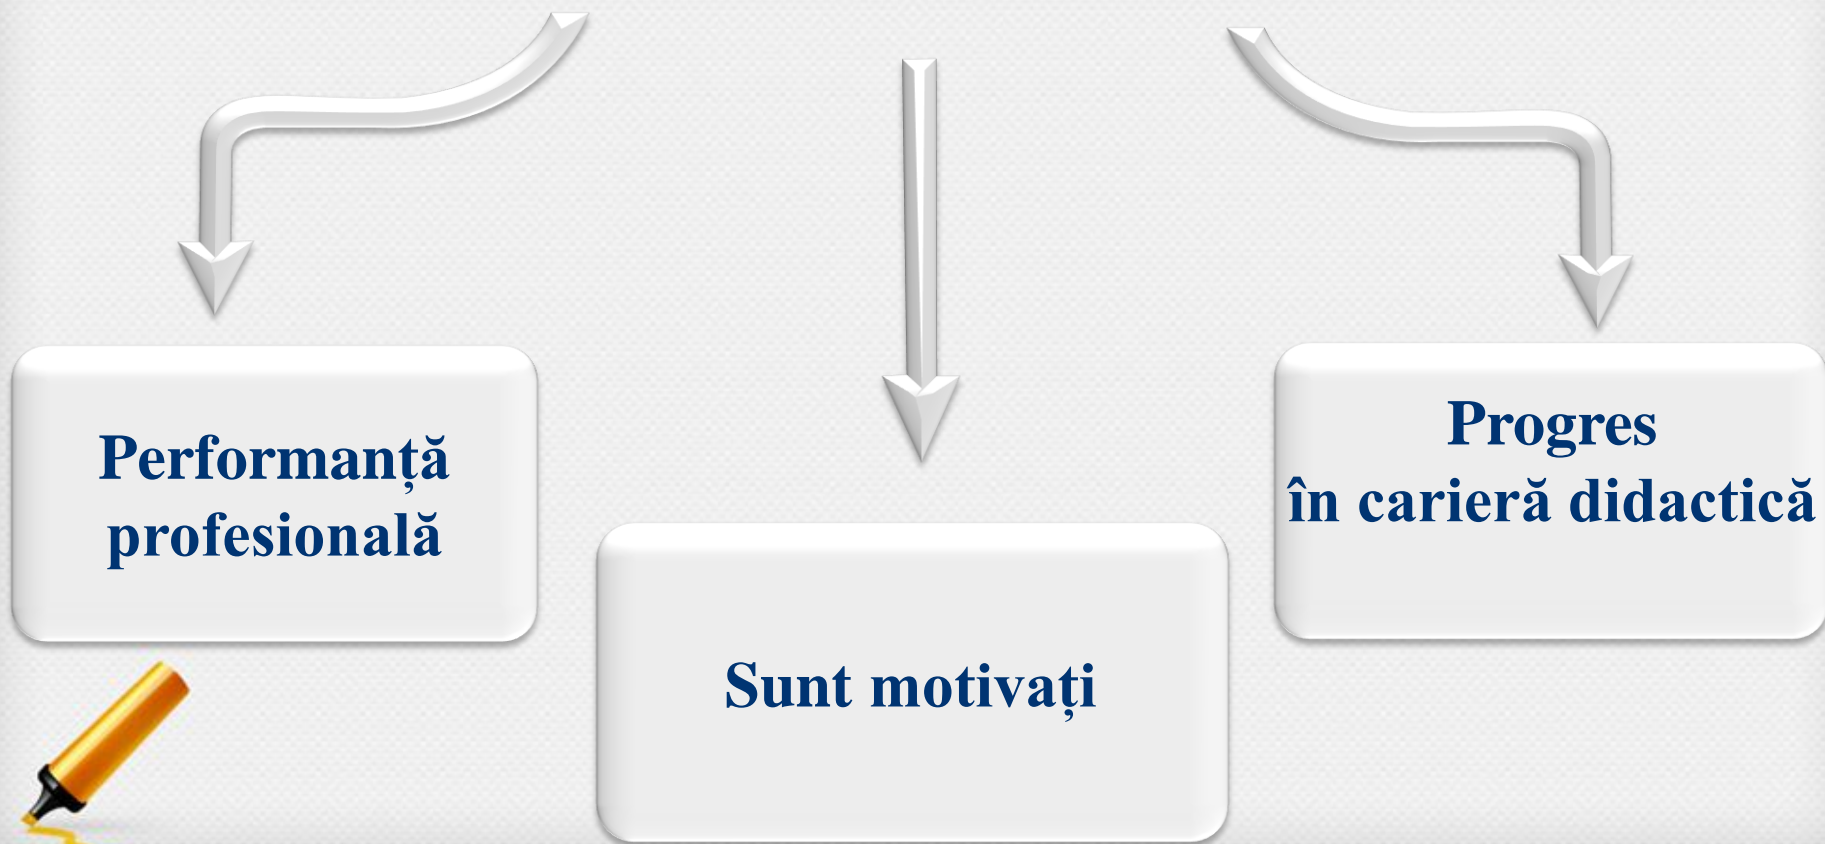 Performanță
profesională
Sunt motivați
Progres
în carieră didactică